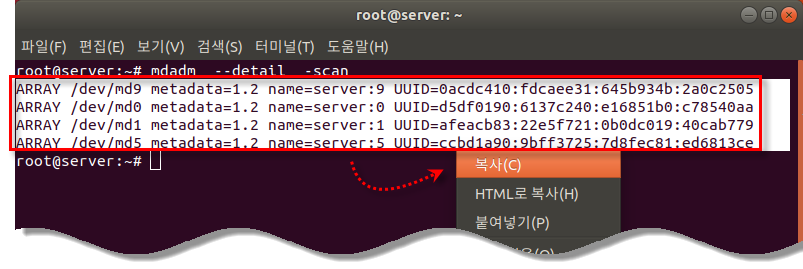 root@server: ~
파일(F) 편집(E) 보기(V) 검색(S) 터미널(T) 도움말(H)
root@server:~# mdadm --detail -scan
ARRAY /dev/md9 metadata=1.2 name=server:9 UUID=0acdc410:fdcaee31:645b934b:2a0c2505
ARRAY /dev/md0 metadata=1.2 name=server:0 UUID=d5df0190:6137c240:e16851b0:c78540aa
ARRAY /dev/md1 metadata=1.2 name=server:1 UUID=afeacb83:22e5f721:0b0dc019:40cab779
ARRAY /dev/md5 metadata=1.2 name=server:5 UUID=ccbd1a90:9bff3725:7d8fec81:ed6813ce
root@server:~#
복사(C)
HTML로 복사(H)
붙여넣기(P)